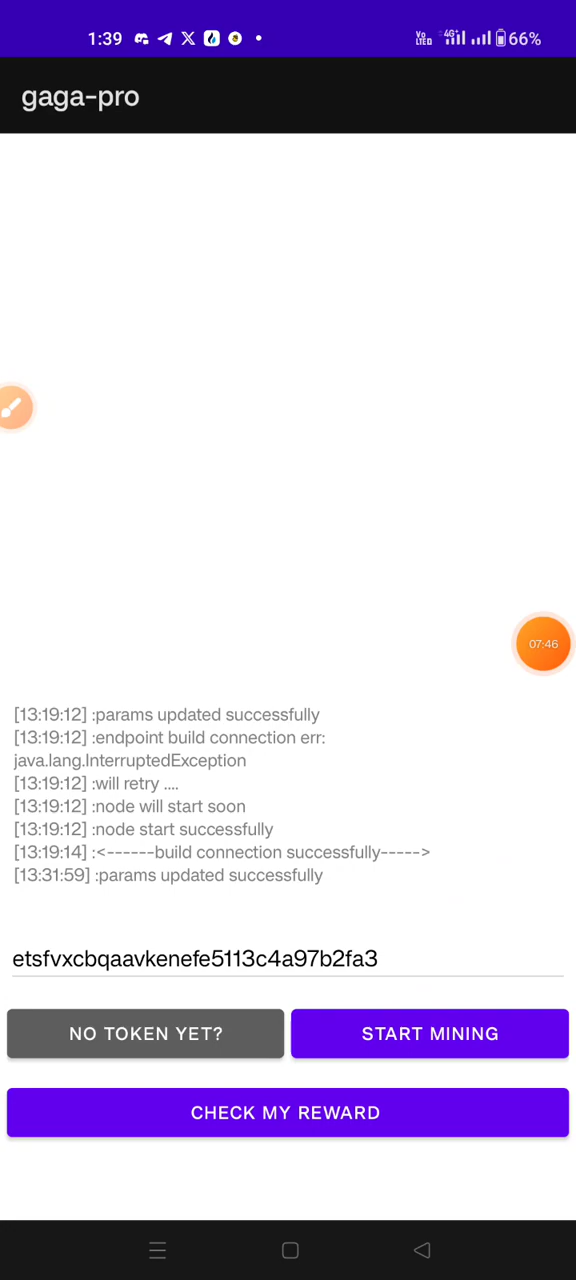 1:39 VoLTE 4G+ 66%
gaga-pro
07:46
[13:19:12] :params updated successfully
[13:19:12] :endpoint build connection err:
java.lang.InterruptedException
[13:19:12] :will retry ....
[13:19:12] :node will start soon
[13:19:12] :node start successfully
[13:19:14] :<------build connection successfully----->
[13:31:59] :params updated successfully
etsfvxcbqaavkenefe5113c4a97b2fa3
NO TOKEN YET? START MINING
CHECK MY REWARD